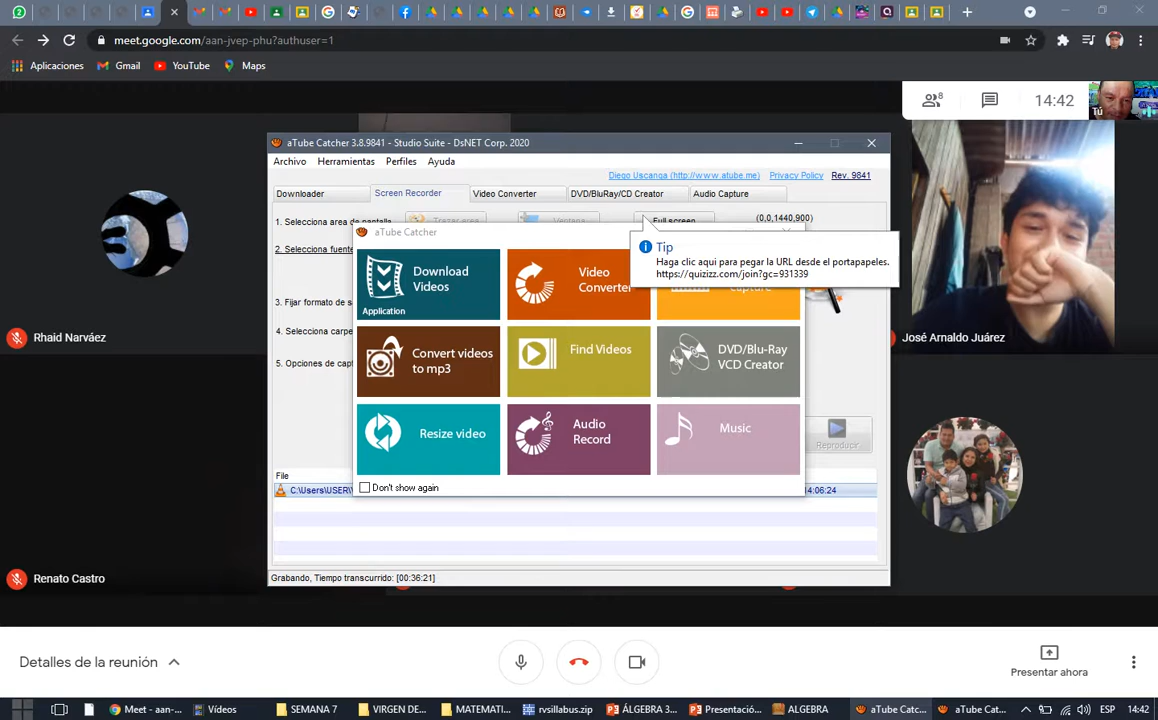 meet.google.com/aan-jvep-phu?authuser=1
Aplicaciones
Gmail
YouTube
Maps
8
14:42
Tú
aTube Catcher 3.8.9841 - Studio Suite - DsNET Corp. 2020
Archivo Herramientas Perfiles Ayuda
Diego Uscanga (http://www.atube.me) Privacy Policy Rev. 9841
Downloader Screen Recorder Video Converter DVD/BluRay/CD Creator Audio Capture
1. Selecciona area de pantalla Trazar area Ventana Full screen (0,0,1440,900)
2. Selecciona fuente
3. Fijar formato de s
4. Selecciona carpe
5. Opciones de capt
aTube Catcher
Tip
Haga clic aqui para pegar la URL desde el portapapeles.
https://quizizz.com/join?gc=931339
Download
Videos
Application
Video
Converter
Capture
Convert videos
to mp3
Find Videos
DVD/Blu-Ray
VCD Creator
Resize video
Audio
Record
Music
Don't show again
Reproducir
File
C:\Users\USER\ 14:06:24
Grabando, Tiempo transcurrido: [00:36:21]
Rhaid Narváez
José Arnaldo Juárez
Renato Castro
Detalles de la reunión
Presentar ahora
Meet - aan-...
Vídeos
SEMANA 7
VIRGEN DE...
MATEMATI...
rvsillabus.zip
ÁLGEBRA 3...
Presentació...
ALGEBRA
aTube Catc...
aTube Cat...
ESP
14:42